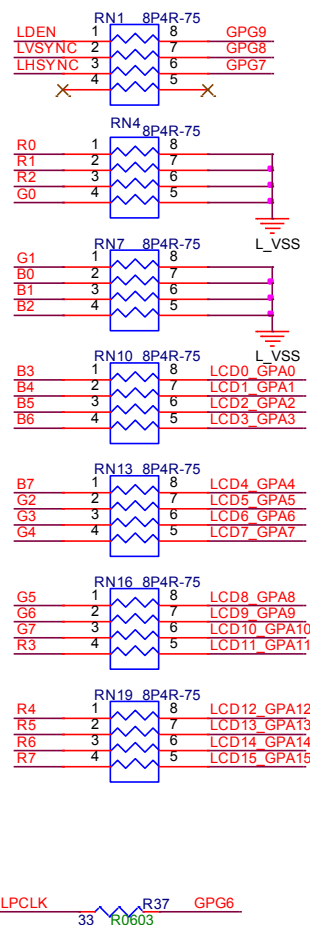 RN1 8P4R-75
LDEN 1 8 GPG9
LVSYNC 2 7 GPG8
LHSYNC 3 6 GPG7
4 5
RN4 8P4R-75
R0 1 8
R1 2 7
R2 3 6
G0 4 5
L_VSS
RN7 8P4R-75
G1 1 8
B0 2 7
B1 3 6
B2 4 5
L_VSS
RN10 8P4R-75
B3 1 8 LCD0_GPA0
B4 2 7 LCD1_GPA1
B5 3 6 LCD2_GPA2
B6 4 5 LCD3_GPA3
RN13 8P4R-75
B7 1 8 LCD4_GPA4
G2 2 7 LCD5_GPA5
G3 3 6 LCD6_GPA6
G4 4 5 LCD7_GPA7
RN16 8P4R-75
G5 1 8 LCD8_GPA8
G6 2 7 LCD9_GPA9
G7 3 6 LCD10_GPA10
R3 4 5 LCD11_GPA11
RN19 8P4R-75
R4 1 8 LCD12_GPA12
R5 2 7 LCD13_GPA13
R6 3 6 LCD14_GPA14
R7 4 5 LCD15_GPA15
LPCLK R37 GPG6
33 R0603